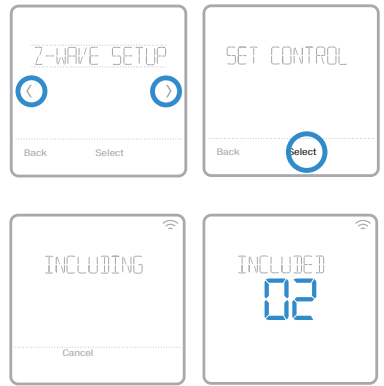 Z-WAVE SETUP
Back Select
SET CONTROL
Back Select
INCLUDING
Cancel
INCLUDED
02